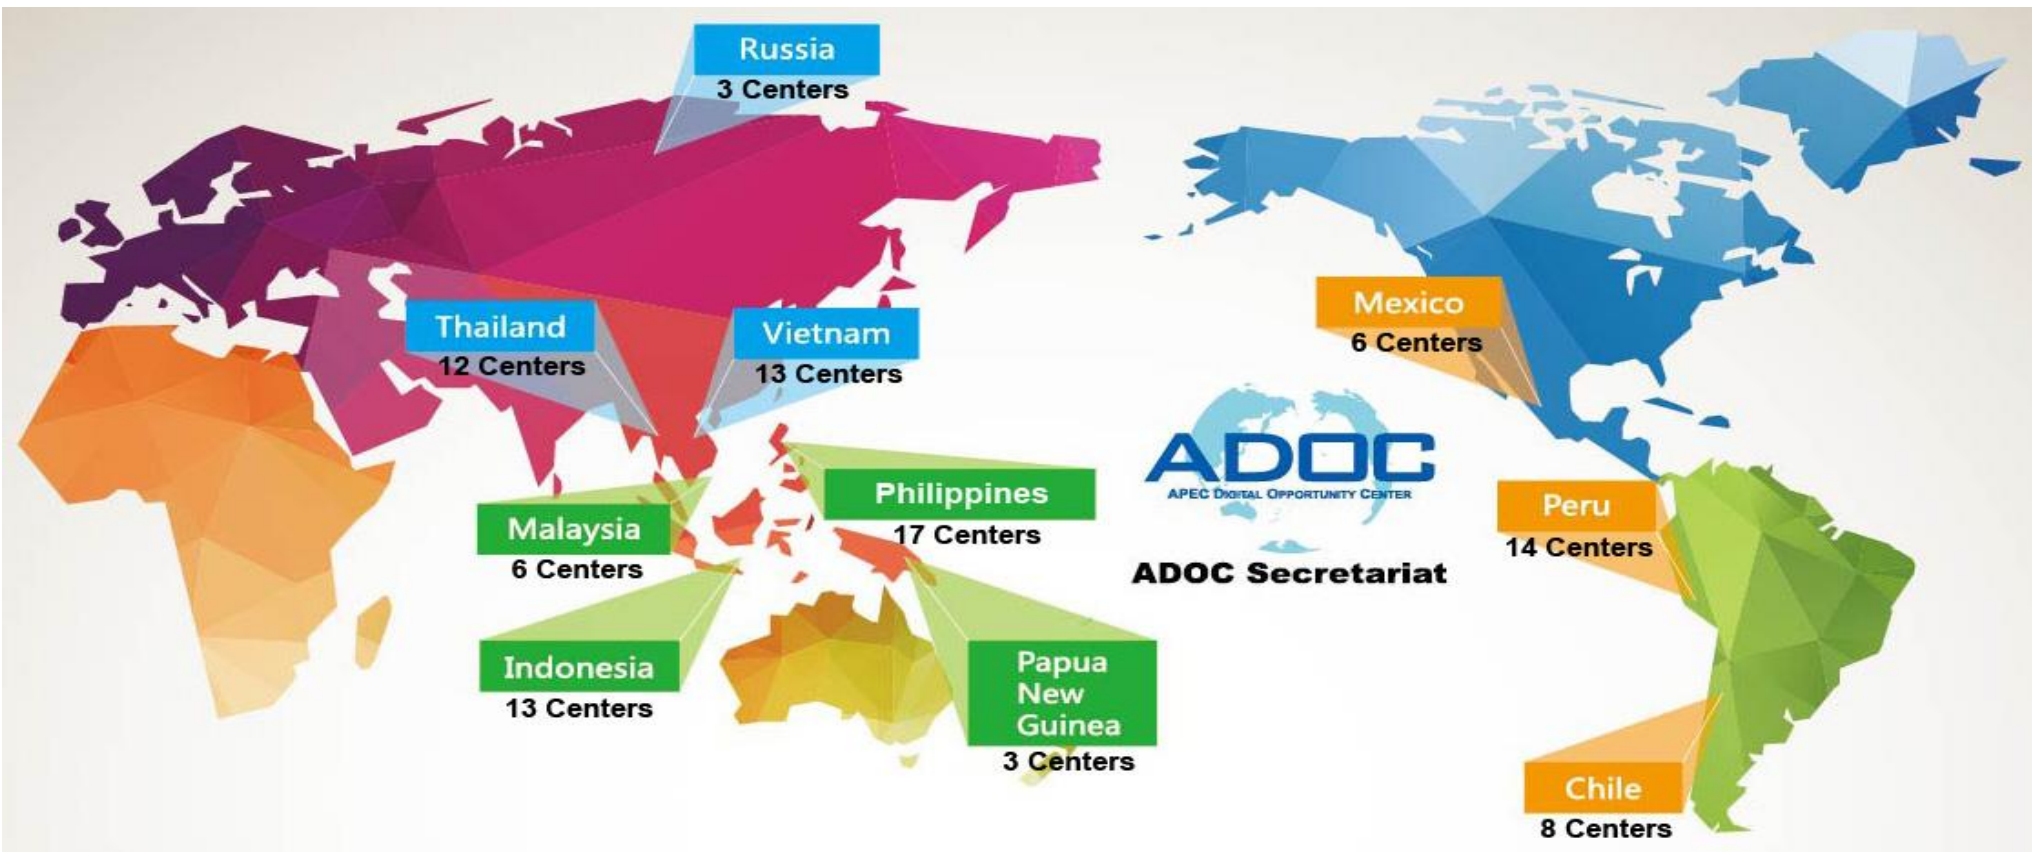 Russia
3 Centers
Thailand
12 Centers
Vietnam
13 Centers
Mexico
6 Centers
ADOC
APEC DIGITAL OPPORTUNITY CENTER
ADOC Secretariat
Philippines
17 Centers
Malaysia
6 Centers
Peru
14 Centers
Indonesia
13 Centers
Papua
New
Guinea
3 Centers
Chile
8 Centers